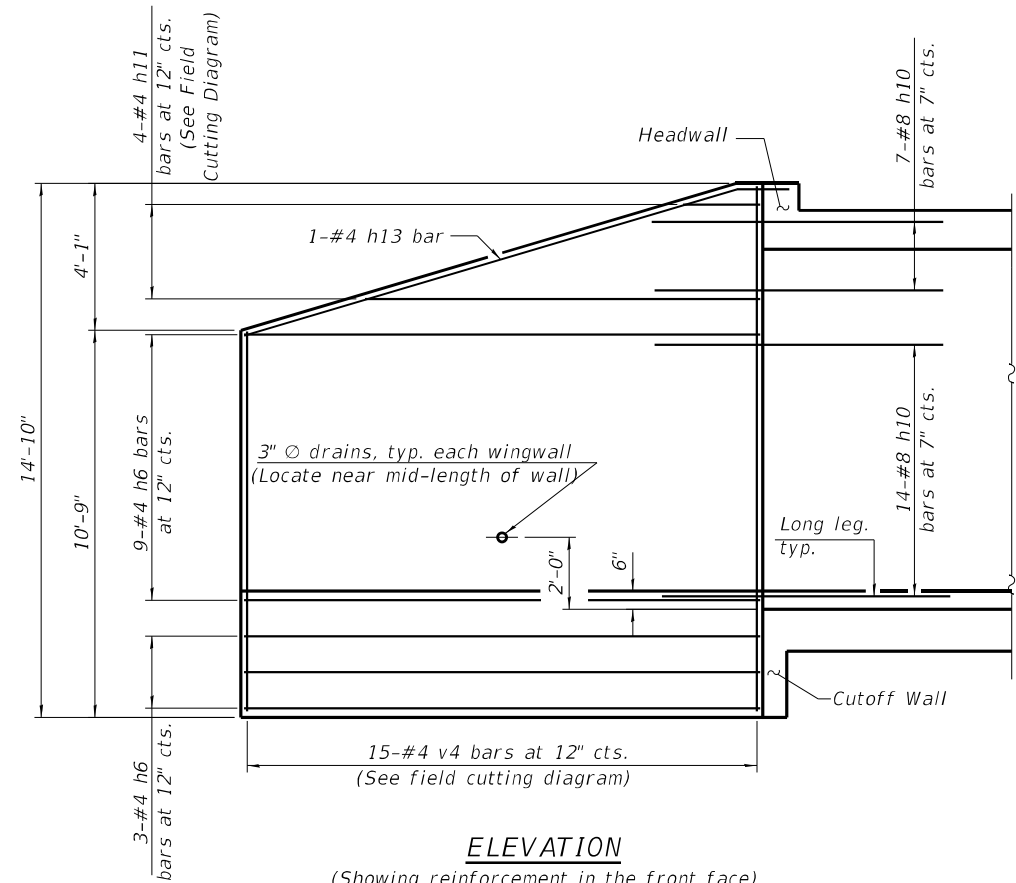 4-#4 h11
bars at 12" cts.
(See Field
Cutting Diagram)
7-#8 h10
bars at 7" cts.
Headwall
1-#4 h13 bar
4'-1"
14'-10"
10'-9"
9-#4 h6 bars
at 12" cts.
3" ∅ drains, typ. each wingwall
(Locate near mid-length of wall)
14-#8 h10
bars at 7" cts.
Long leg.
typ.
2'-0"
6"
Cutoff Wall
15-#4 v4 bars at 12" cts.
(See field cutting diagram)
3-#4 h6
bars at 12" cts.
ELEVATION
(Showing reinforcement in the front face)